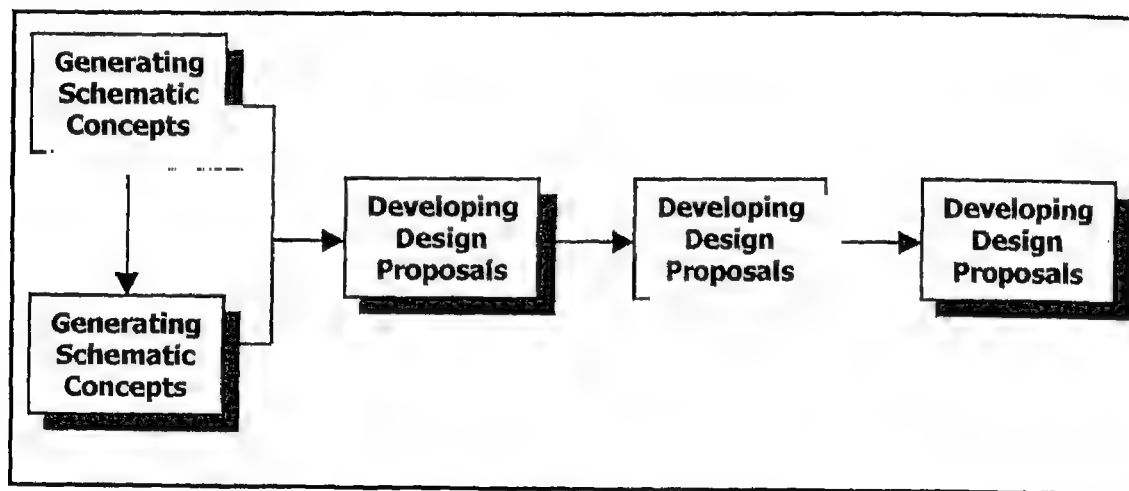 Generating
Schematic
Concepts
Generating
Schematic
Concepts
Developing
Design
Proposals
Developing
Design
Proposals
Developing
Design
Proposals